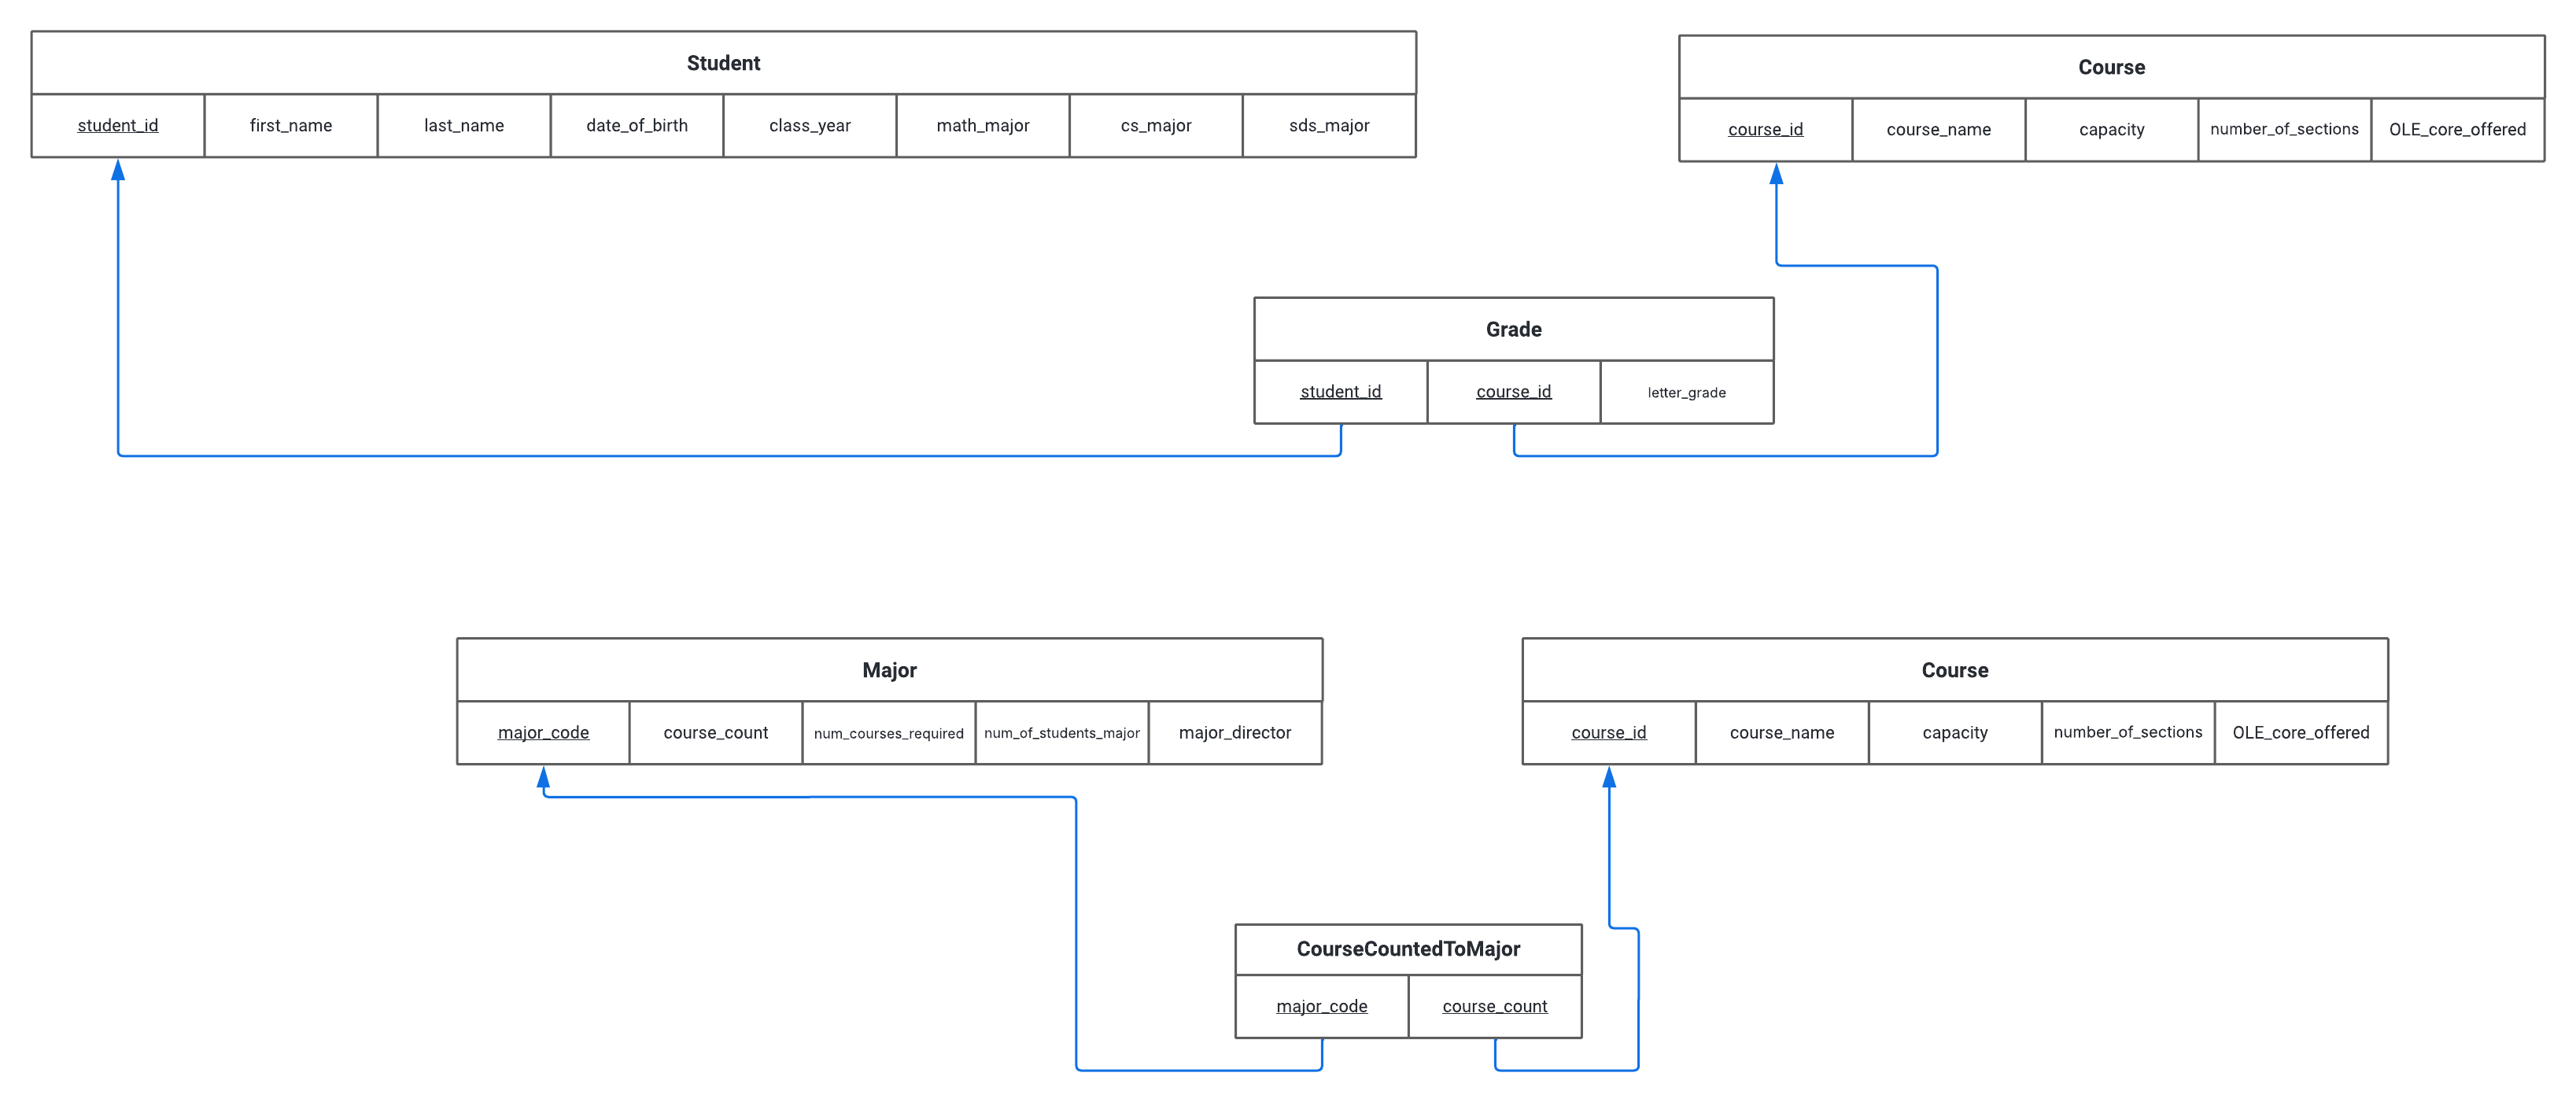 Student
student_id first_name last_name date_of_birth class_year math_major cs_major sds_major
Course
course_id course_name capacity number_of_sections OLE_core_offered
Grade
student_id course_id letter_grade
Major
major_code course_count num_courses_required num_of_students_major major_director
Course
course_id course_name capacity number_of_sections OLE_core_offered
CourseCountedToMajor
major_code course_count